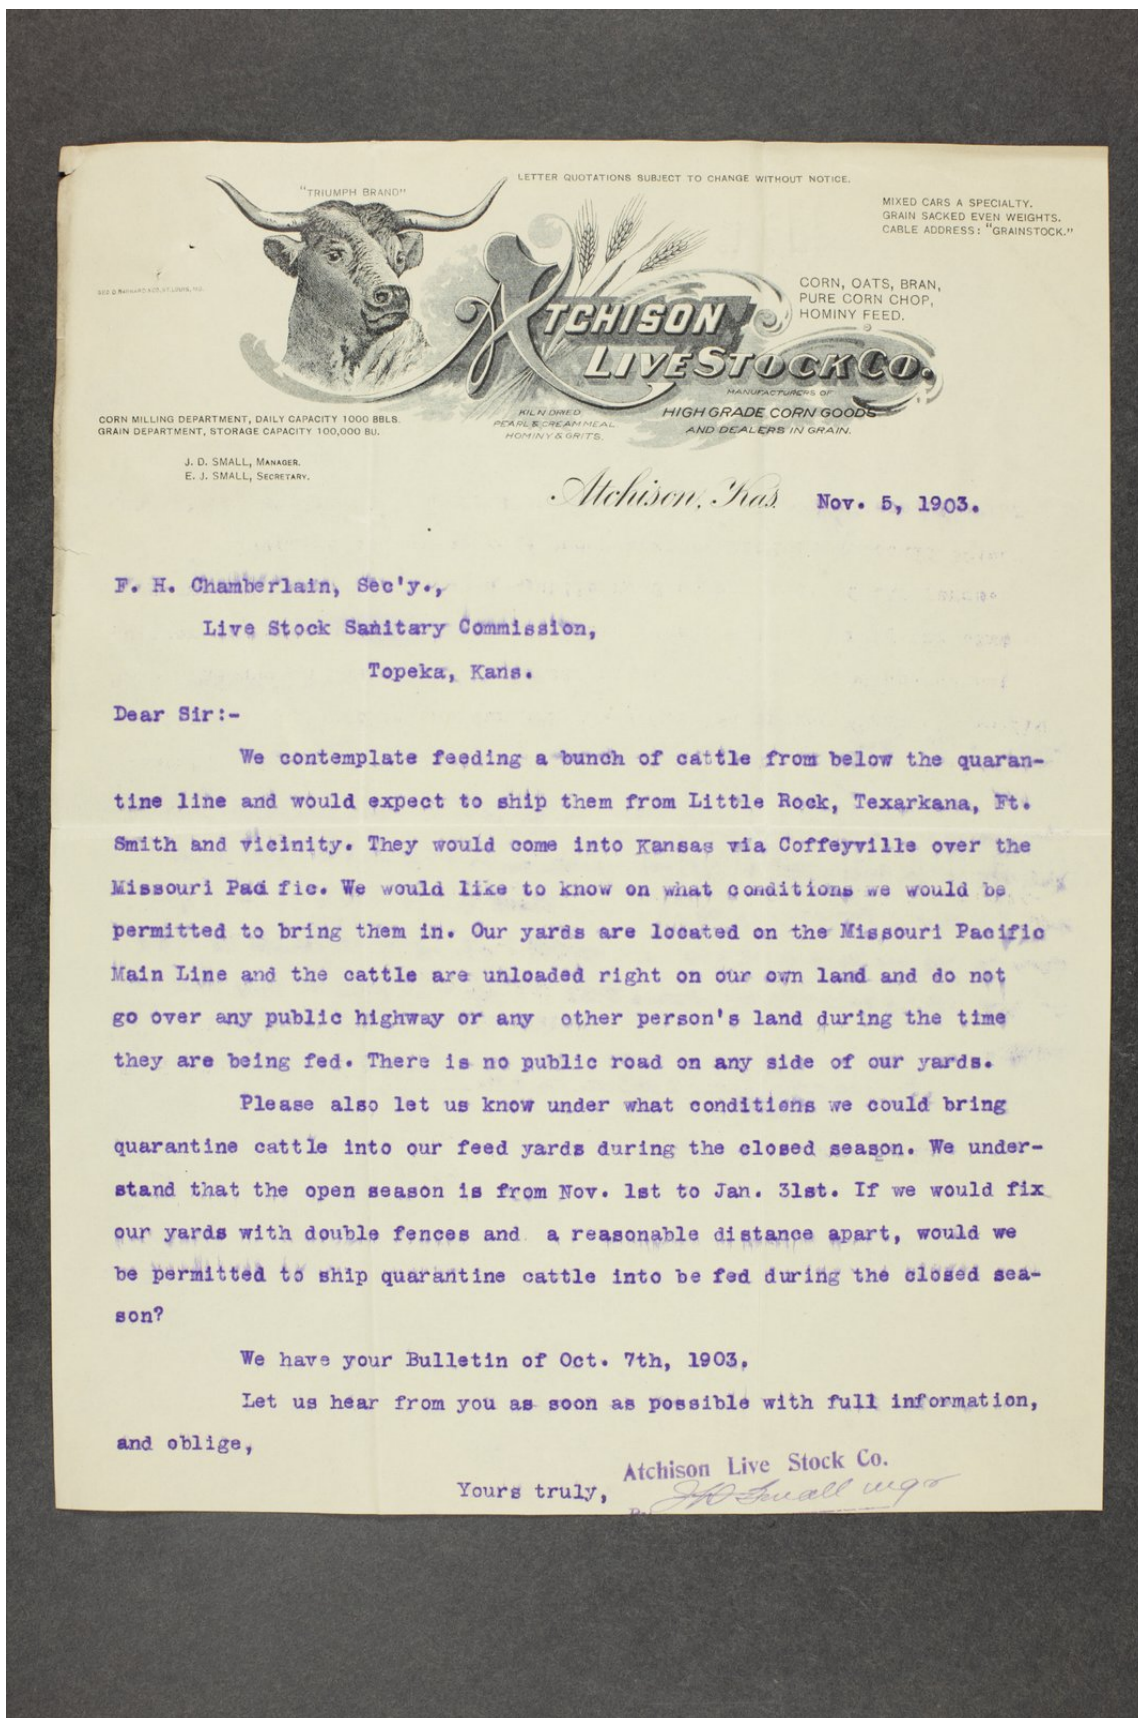 LETTER QUOTATIONS SUBJECT TO CHANGE WITHOUT NOTICE.
"TRIUMPH BRAND"
MIXED CARS A SPECIALTY.
GRAIN SACKED EVEN WEIGHTS.
CABLE ADDRESS: "GRAINSTOCK."
CORN, OATS, BRAN,
PURE CORN CHOP,
HOMINY FEED.
ATCHISON
LIVE STOCK CO.
MANUFACTURERS OF
HIGH GRADE CORN GOODS
AND DEALERS IN GRAIN.
KILN DRIED
PEARL & CREAM MEAL
HOMINY & GRITS.
CORN MILLING DEPARTMENT, DAILY CAPACITY 1000 BBLS.
GRAIN DEPARTMENT, STORAGE CAPACITY 100,000 BU.
J. D. SMALL, MANAGER.
E. J. SMALL, SECRETARY.
Atchison, Kas. Nov. 5, 1903.
F. H. Chamberlain, Sec'y.,
Live Stock Sanitary Commission,
Topeka, Kans.
Dear Sir:-
We contemplate feeding a bunch of cattle from below the quaran-
tine line and would expect to ship them from Little Rock, Texarkana, Ft.
Smith and vicinity. They would come into Kansas via Coffeyville over the
Missouri Paci fic. We would like to know on what conditions we would be
permitted to bring them in. Our yards are located on the Missouri Pacific
Main Line and the cattle are unloaded right on our own land and do not
go over any public highway or any other person's land during the time
they are being fed. There is no public road on any side of our yards.
Please also let us know under what conditions we could bring
quarantine cattle into our feed yards during the closed season. We under-
stand that the open season is from Nov. 1st to Jan. 31st. If we would fix
our yards with double fences and a reasonable distance apart, would we
be permitted to ship quarantine cattle into be fed during the closed sea-
son?
We have your Bulletin of Oct. 7th, 1903.
Let us hear from you as soon as possible with full information,
and oblige,
Yours truly,
Atchison Live Stock Co.
J D Small mgr